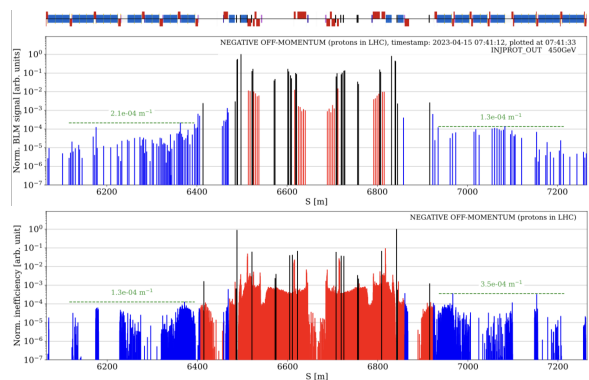 NEGATIVE OFF-MOMENTUM (protons in LHC), timestamp: 2023-04-15 07:41:12, plotted at 07:41:33
INJPROT_OUT 450GeV
Norm. BLM signal [arb. units]
10⁰
10⁻¹
10⁻²
10⁻³
10⁻⁴
10⁻⁵
10⁻⁶
10⁻⁷
2.1e-04 m⁻¹
1.3e-04 m⁻¹
6200 6400 6600 6800 7000 7200
S [m]
NEGATIVE OFF-MOMENTUM (protons in LHC)
Norm. inefficiency [arb. unit]
10⁰
10⁻¹
10⁻²
10⁻³
10⁻⁴
10⁻⁵
10⁻⁶
10⁻⁷
1.3e-04 m⁻¹
3.5e-04 m⁻¹
6200 6400 6600 6800 7000 7200
S [m]